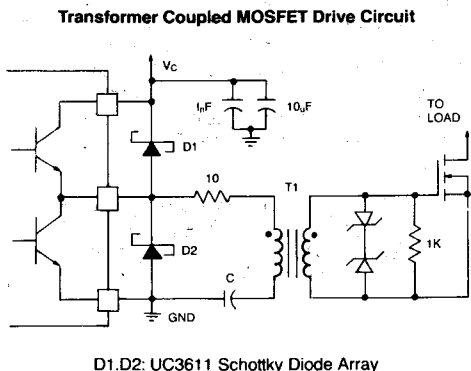 Transformer Coupled MOSFET Drive Circuit
VC
10uF
TO
LOAD
D1
10
T1
D2
1K
C
GND
D1.D2: UC3611 Schottky Diode Array